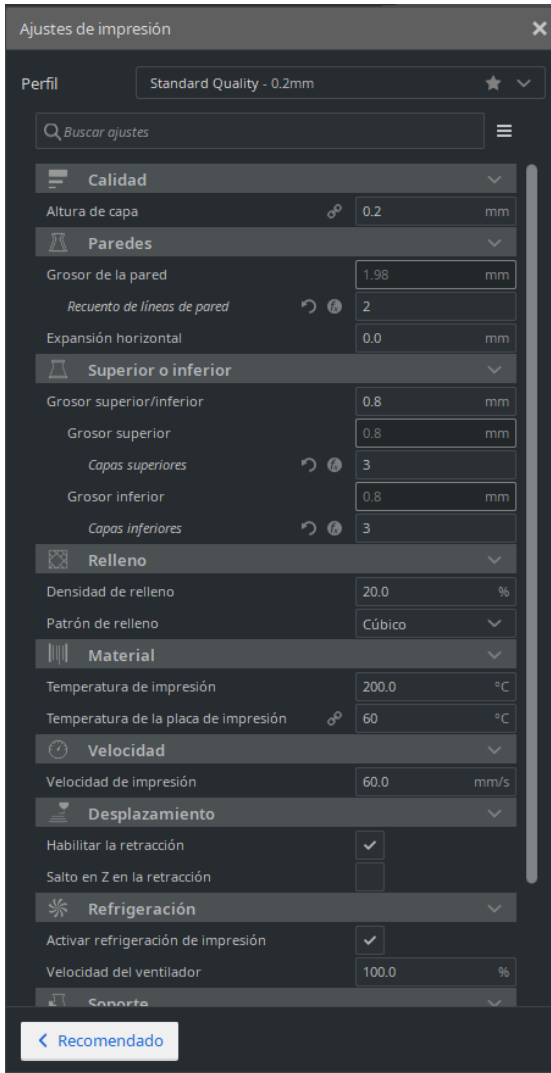 Ajustes de impresión
Perfil Standard Quality - 0.2mm
Buscar ajustes
Calidad
Altura de capa 0.2 mm
Paredes
Grosor de la pared 1.98 mm
Recuento de líneas de pared 2
Expansión horizontal 0.0 mm
Superior o inferior
Grosor superior/inferior 0.8 mm
Grosor superior 0.8 mm
Capas superiores 3
Grosor inferior 0.8 mm
Capas inferiores 3
Relleno
Densidad de relleno 20.0 %
Patrón de relleno Cúbico
Material
Temperatura de impresión 200.0 °C
Temperatura de la placa de impresión 60 °C
Velocidad
Velocidad de impresión 60.0 mm/s
Desplazamiento
Habilitar la retracción
Salto en Z en la retracción
Refrigeración
Activar refrigeración de impresión
Velocidad del ventilador 100.0 %
Soporte
Recomendado